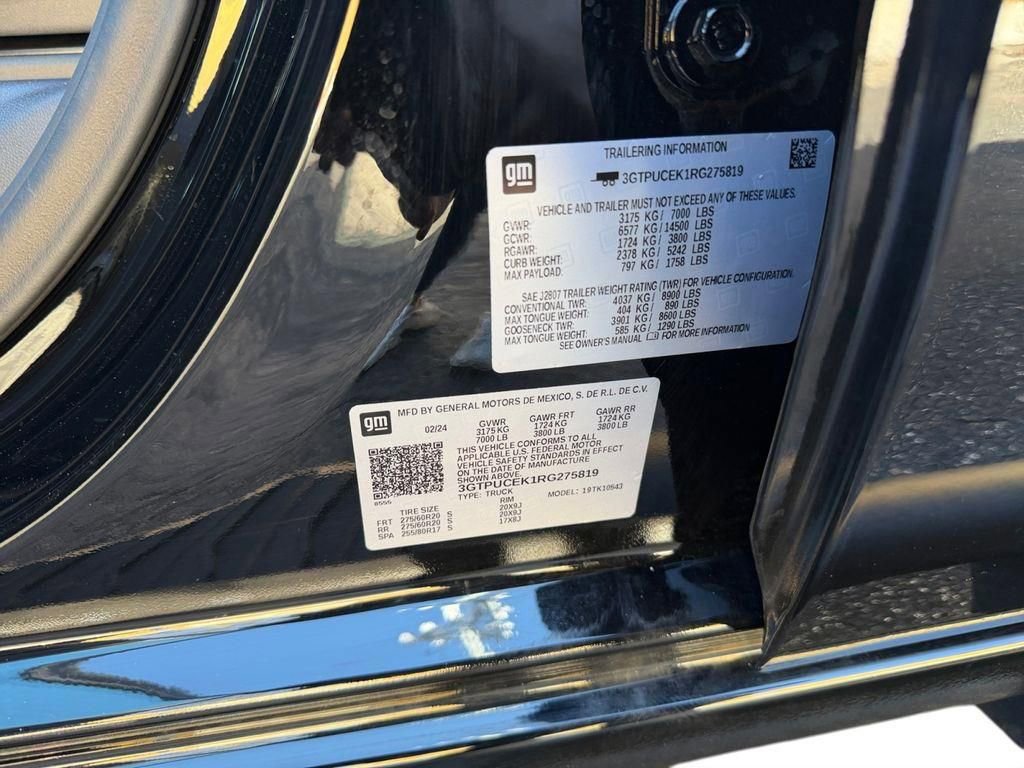 gm
TRAILERING INFORMATION
3GTPUCEK1RG275819
VEHICLE AND TRAILER MUST NOT EXCEED ANY OF THESE VALUES.
GVWR: 3175 KG / 7000 LBS
GCWR: 6577 KG / 14500 LBS
RGAWR: 1724 KG / 3800 LBS
CURB WEIGHT: 2378 KG / 5242 LBS
MAX PAYLOAD: 797 KG / 1758 LBS
SAE J2807 TRAILER WEIGHT RATING (TWR) FOR VEHICLE CONFIGURATION.
CONVENTIONAL TWR: 4037 KG / 8900 LBS
MAX TONGUE WEIGHT: 404 KG / 890 LBS
GOOSENECK TWR: 3901 KG / 8600 LBS
MAX TONGUE WEIGHT: 585 KG / 1290 LBS
SEE OWNER'S MANUAL FOR MORE INFORMATION
gm
MFD BY GENERAL MOTORS DE MEXICO, S. DE R.L. DE C.V.
02/24 GVWR GAWR FRT GAWR RR
3175 KG 1724 KG 1724 KG
7000 LB 3800 LB 3800 LB
THIS VEHICLE CONFORMS TO ALL
APPLICABLE U.S. FEDERAL MOTOR
VEHICLE SAFETY STANDARDS IN EFFECT
ON THE DATE OF MANUFACTURE
SHOWN ABOVE.
3GTPUCEK1RG275819
8555
TYPE: TRUCK MODEL: 19TK10543
TIRE SIZE RIM
FRT 275/60R20 S 20X9J
RR 275/60R20 S 20X9J
SPA 255/80R17 S 17X8J